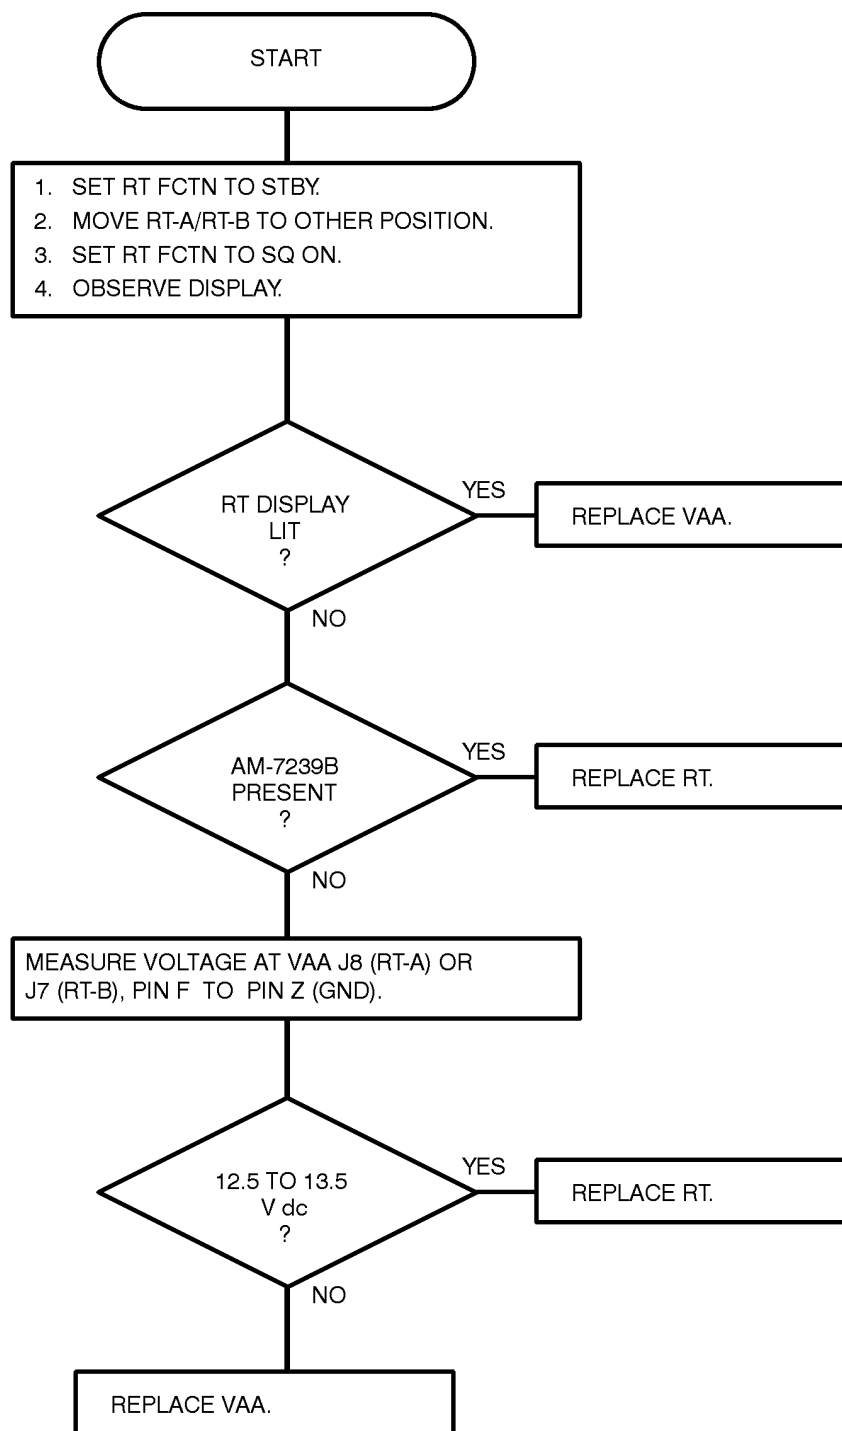 START
1. SET RT FCTN TO STBY.
2. MOVE RT-A/RT-B TO OTHER POSITION.
3. SET RT FCTN TO SQ ON.
4. OBSERVE DISPLAY.
RT DISPLAY
LIT
?
YES
REPLACE VAA.
NO
AM-7239B
PRESENT
?
YES
REPLACE RT.
NO
MEASURE VOLTAGE AT VAA J8 (RT-A) OR
J7 (RT-B), PIN F TO PIN Z (GND).
12.5 TO 13.5
V dc
?
YES
REPLACE RT.
NO
REPLACE VAA.